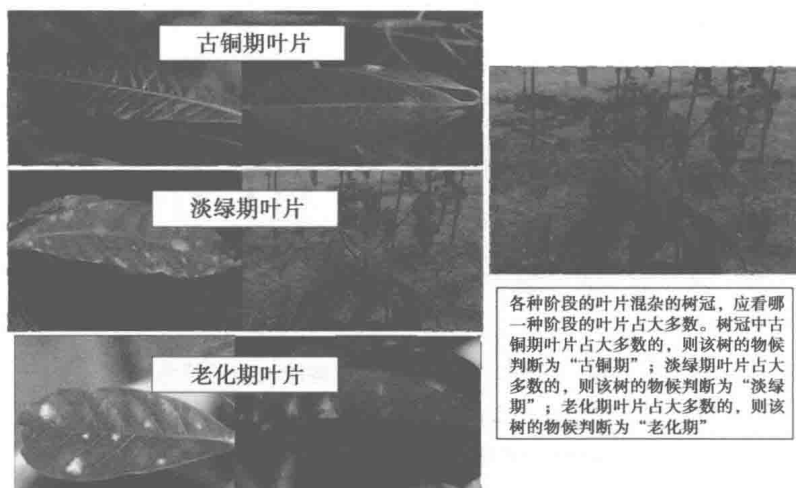 古铜期叶片
淡绿期叶片
老化期叶片
各种阶段的叶片混杂的树冠，应看哪
一种阶段的叶片占大多数。树冠中古
铜期叶片占大多数的，则该树的物候
判断为“古铜期”；淡绿期叶片占大
多数的，则该树的物候判断为“淡绿
期”；老化期叶片占大多数的，则该
树的物候判断为“老化期”